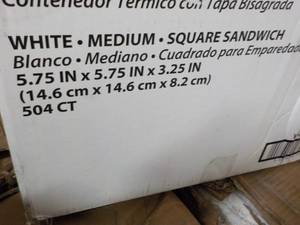 Contenedor Térmico con Tapa Bisagrada
WHITE • MEDIUM • SQUARE SANDWICH
Blanco • Mediano • Cuadrado para Emparedad
5.75 IN x 5.75 IN x 3.25 IN
(14.6 cm x 14.6 cm x 8.2 cm)
504 CT